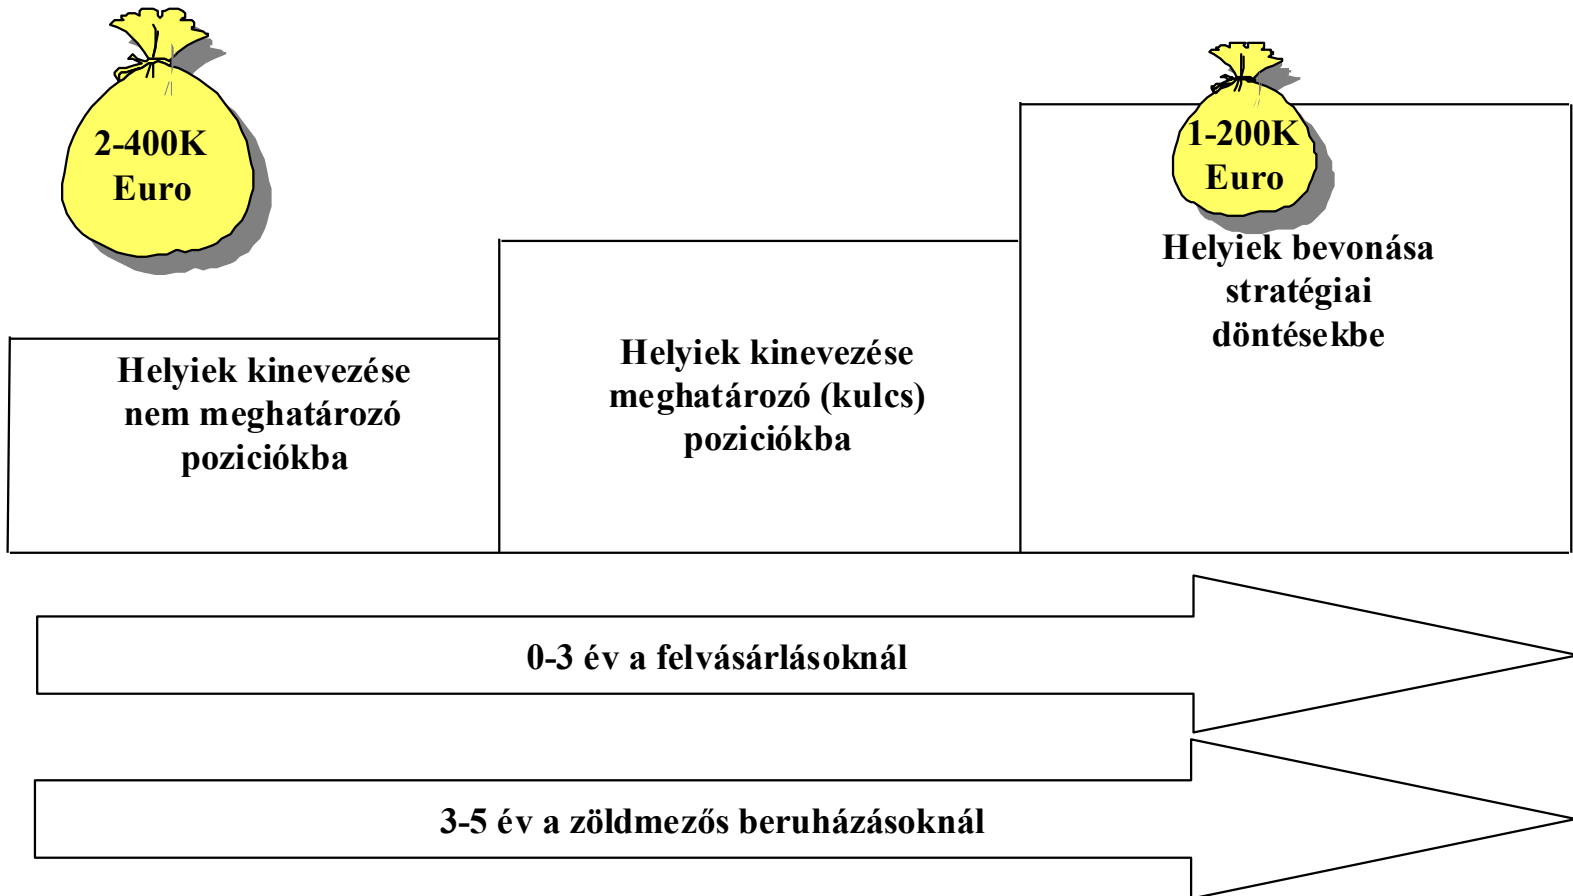 2-400K
Euro
1-200K
Euro
Helyiek kinevezése
nem meghatározó
poziciókba
Helyiek kinevezése
meghatározó (kulcs)
poziciókba
Helyiek bevonása
stratégiai
döntésekbe
0-3 év a felvásárlásoknál
3-5 év a zöldmezős beruházásoknál